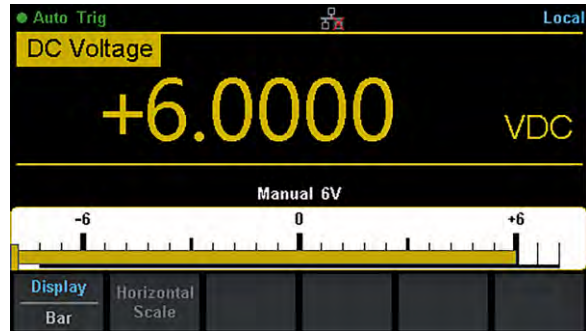 Auto Trig Local
DC Voltage
+6.0000 VDC
Manual 6V
-6 0 +6
Display Horizontal
Bar Scale